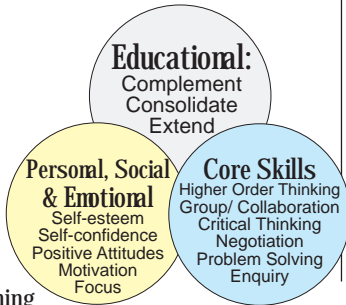 Educational:
Complement
Consolidate
Extend
Personal, Social
& Emotional
Self-esteem
Self-confidence
Positive Attitudes
Motivation
Focus
Core Skills
Higher Order Thinking
Group/ Collaboration
Critical Thinking
Negotiation
Problem Solving
Enquiry